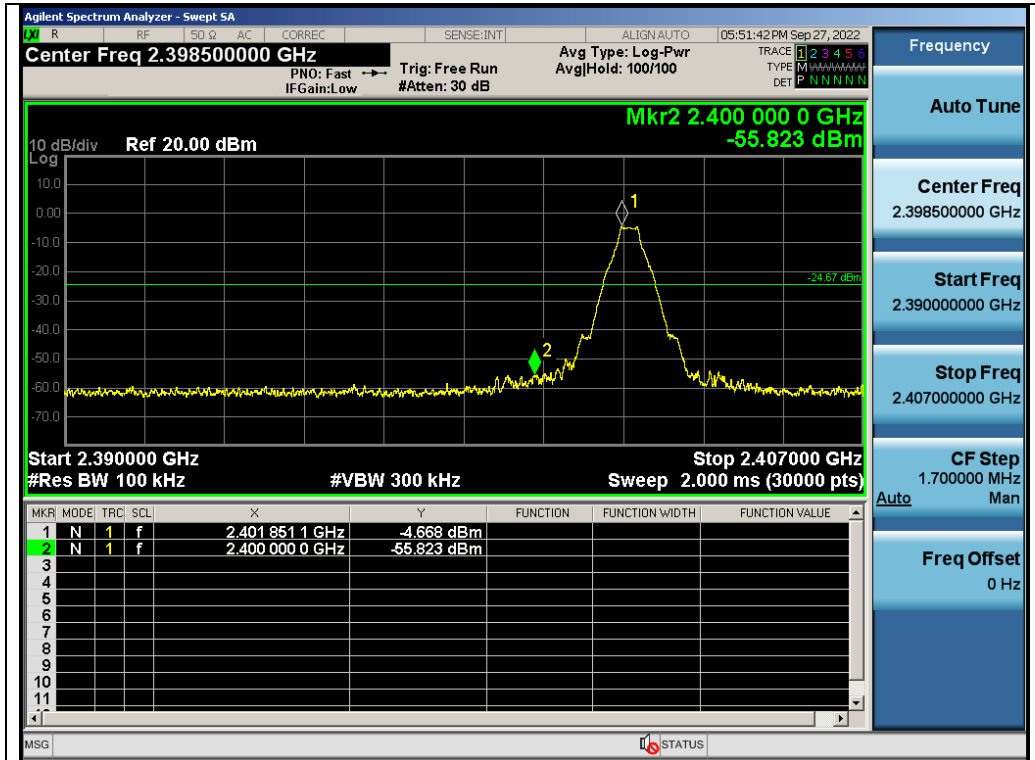 Agilent Spectrum Analyzer - Swept SA
LXI R RF 50 Ω AC CORREC SENSE:INT ALIGN AUTO 05:51:42 PM Sep 27, 2022
Center Freq 2.398500000 GHz
PNO: Fast
IFGain:Low
Trig: Free Run
#Atten: 30 dB
Avg Type: Log-Pwr
Avg|Hold: 100/100
TRACE 1 2 3 4 5 6
TYPE M WWWWW
DET P N N N N N
Mkr2 2.400 000 0 GHz
-55.823 dBm
10 dB/div Ref 20.00 dBm
Log
10.0
0.00
-10.0
-20.0
-30.0
-40.0
-50.0
-60.0
-70.0
1
2
-24.67 dBm
Start 2.390000 GHz Stop 2.407000 GHz
#Res BW 100 kHz #VBW 300 kHz Sweep 2.000 ms (30000 pts)
MKR MODE TRC SCL X Y FUNCTION FUNCTION WIDTH FUNCTION VALUE
1 N 1 f 2.401 851 1 GHz -4.668 dBm
2 N 1 f 2.400 000 0 GHz -55.823 dBm
3
4
5
6
7
8
9
10
11
MSG STATUS
Frequency
Auto Tune
Center Freq
2.398500000 GHz
Start Freq
2.390000000 GHz
Stop Freq
2.407000000 GHz
CF Step
1.700000 MHz
Auto Man
Freq Offset
0 Hz